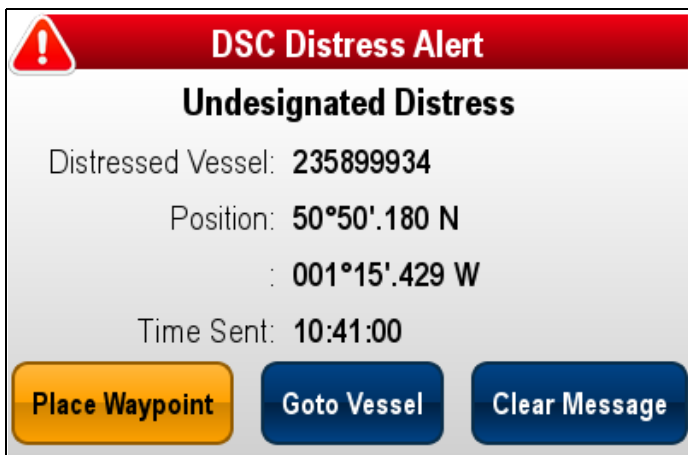 DSC Distress Alert
Undesignated Distress
Distressed Vessel: 235899934
Position: 50°50'.180 N
: 001°15'.429 W
Time Sent: 10:41:00
Place Waypoint Goto Vessel Clear Message